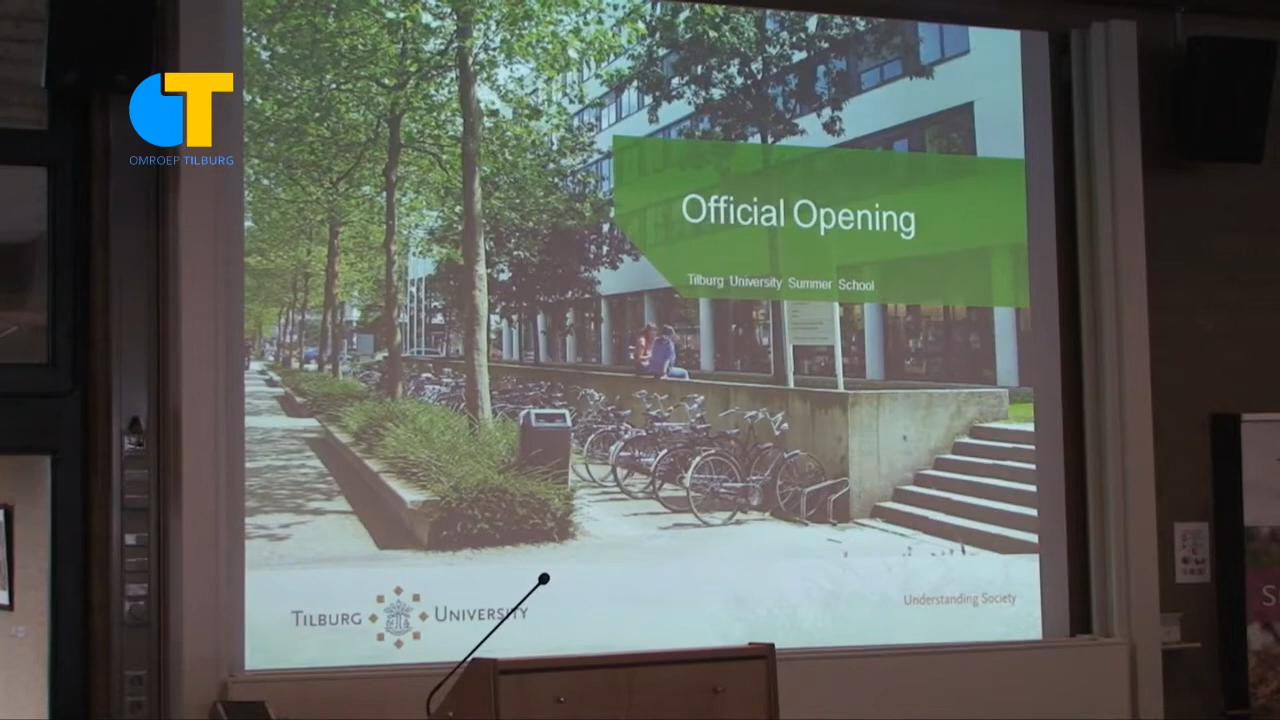 OMROEP TILBURG
Official Opening
Tilburg University Summer School
TILBURG UNIVERSITY
Understanding Society
S